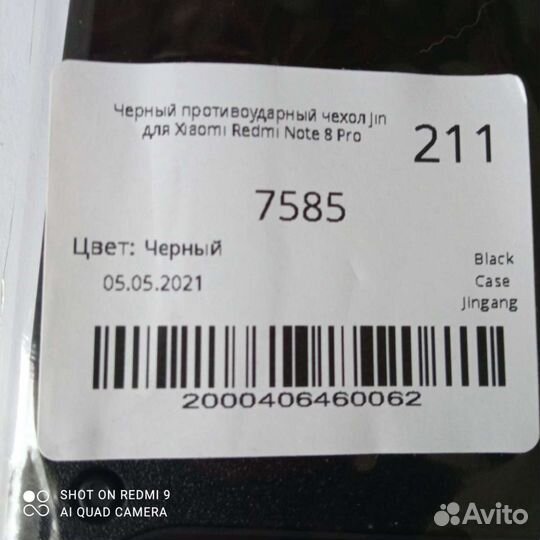 Черный противоударный чехол Jin
для Xiaomi Redmi Note 8 Pro
211
7585
Цвет: Черный
05.05.2021
Black
Case
Jingang
2000406460062
SHOT ON REDMI 9
AI QUAD CAMERA
Avito